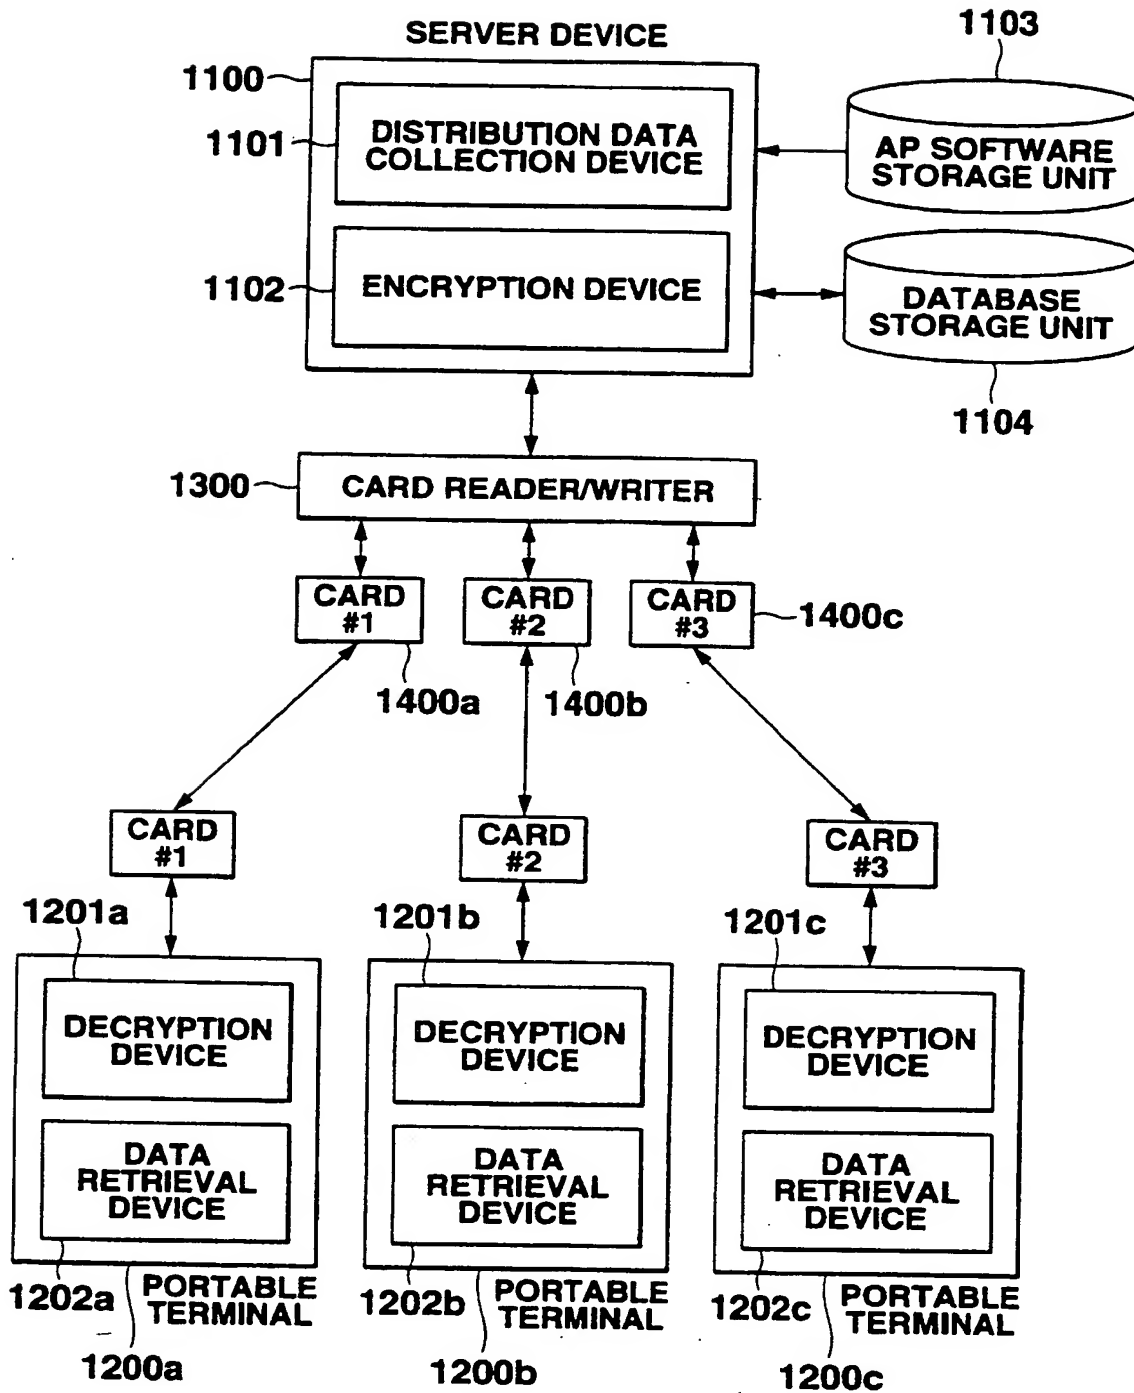 SERVER DEVICE
1103
1100
1101
DISTRIBUTION DATA
COLLECTION DEVICE
AP SOFTWARE
STORAGE UNIT
1102
ENCRYPTION DEVICE
DATABASE
STORAGE UNIT
1104
1300
CARD READER/WRITER
CARD
#1
CARD
#2
CARD
#3
1400c
1400a
1400b
CARD
#1
CARD
#2
CARD
#3
1201a
1201b
1201c
DECRYPTION
DEVICE
DECRYPTION
DEVICE
DECRYPTION
DEVICE
DATA
RETRIEVAL
DEVICE
DATA
RETRIEVAL
DEVICE
DATA
RETRIEVAL
DEVICE
1202a
PORTABLE
TERMINAL
1202b
PORTABLE
TERMINAL
1202c
PORTABLE
TERMINAL
1200a
1200b
1200c